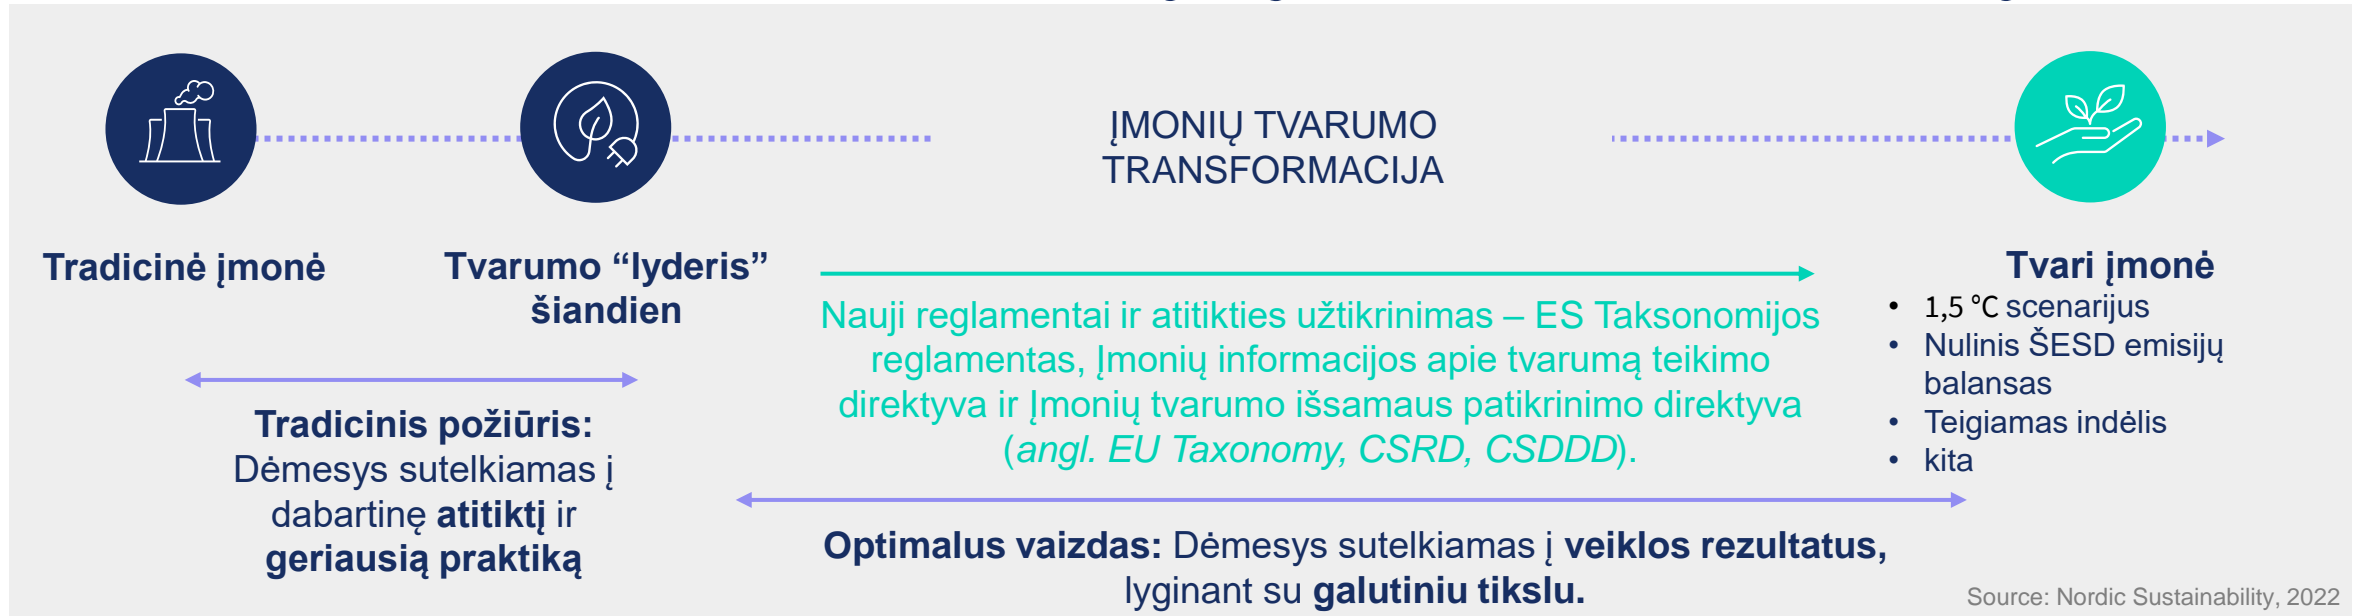 ĮMONIŲ TVARUMO
TRANSFORMACIJA
Tradicinė įmonė
Tvarumo “lyderis”
šiandien
Tradicinis požiūris:
Dėmesys sutelkiamas į
dabartinę atitiktį ir
geriausią praktiką
Nauji reglamentai ir atitikties užtikrinimas – ES Taksonomijos
reglamentas, Įmonių informacijos apie tvarumą teikimo
direktyva ir Įmonių tvarumo išsamaus patikrinimo direktyva
(angl. EU Taxonomy, CSRD, CSDDD).
Optimalus vaizdas: Dėmesys sutelkiamas į veiklos rezultatus,
lyginant su galutiniu tikslu.
Tvari įmonė
• 1,5 °C scenarijus
• Nulinis ŠESD emisijų
balansas
• Teigiamas indėlis
• kita
Source: Nordic Sustainability, 2022